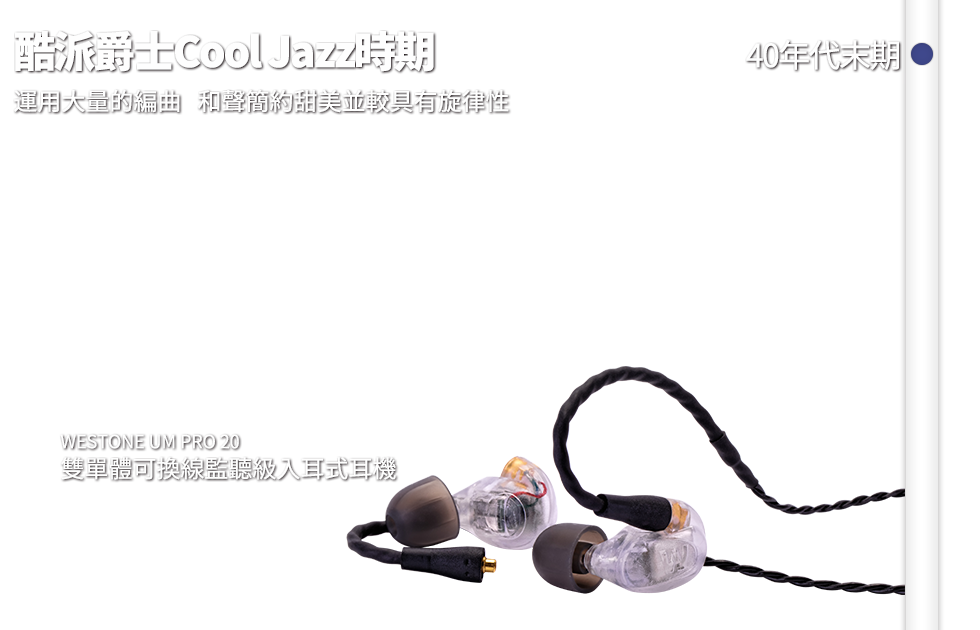 酷派爵士Cool Jazz時期
40年代末期
運用大量的編曲 和聲簡約甜美並較具有旋律性
WESTONE UM PRO 20
雙單體可換線監聽級入耳式耳機